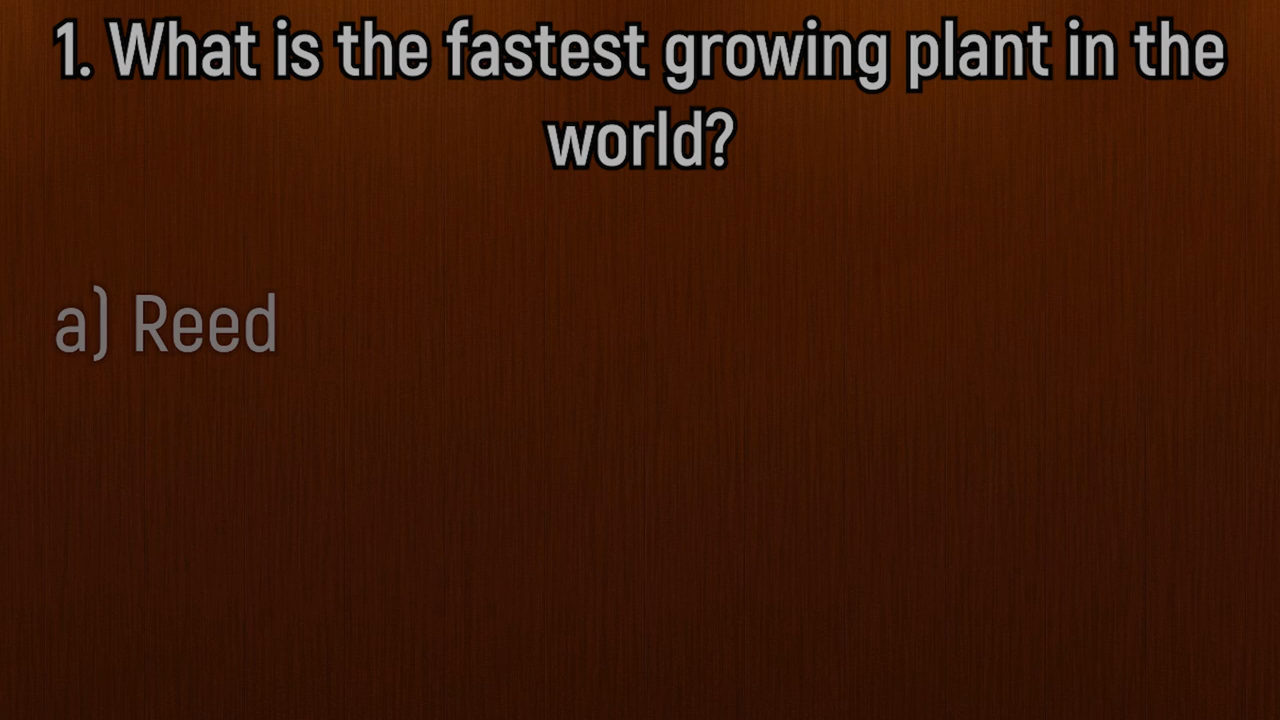 1. What is the fastest growing plant in the
world?
a) Reed